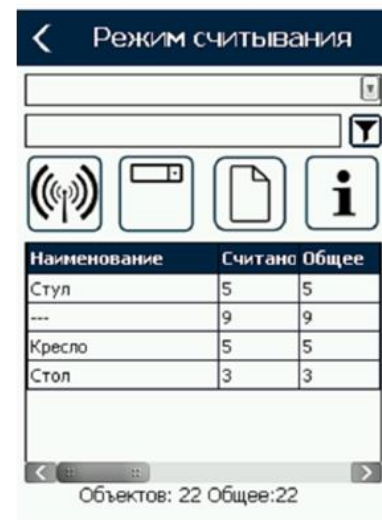 Режим считывания
Наименование Считано Общее
Стул 5 5
--- 9 9
Кресло 5 5
Стол 3 3
Объектов: 22 Общее:22